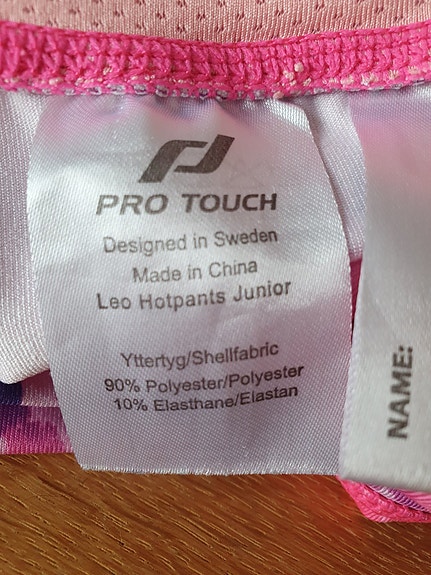 PRO TOUCH
Designed in Sweden
Made in China
Leo Hotpants Junior
Yttertyg/Shellfabric
90% Polyester/Polyester
10% Elasthane/Elastan
NAME: